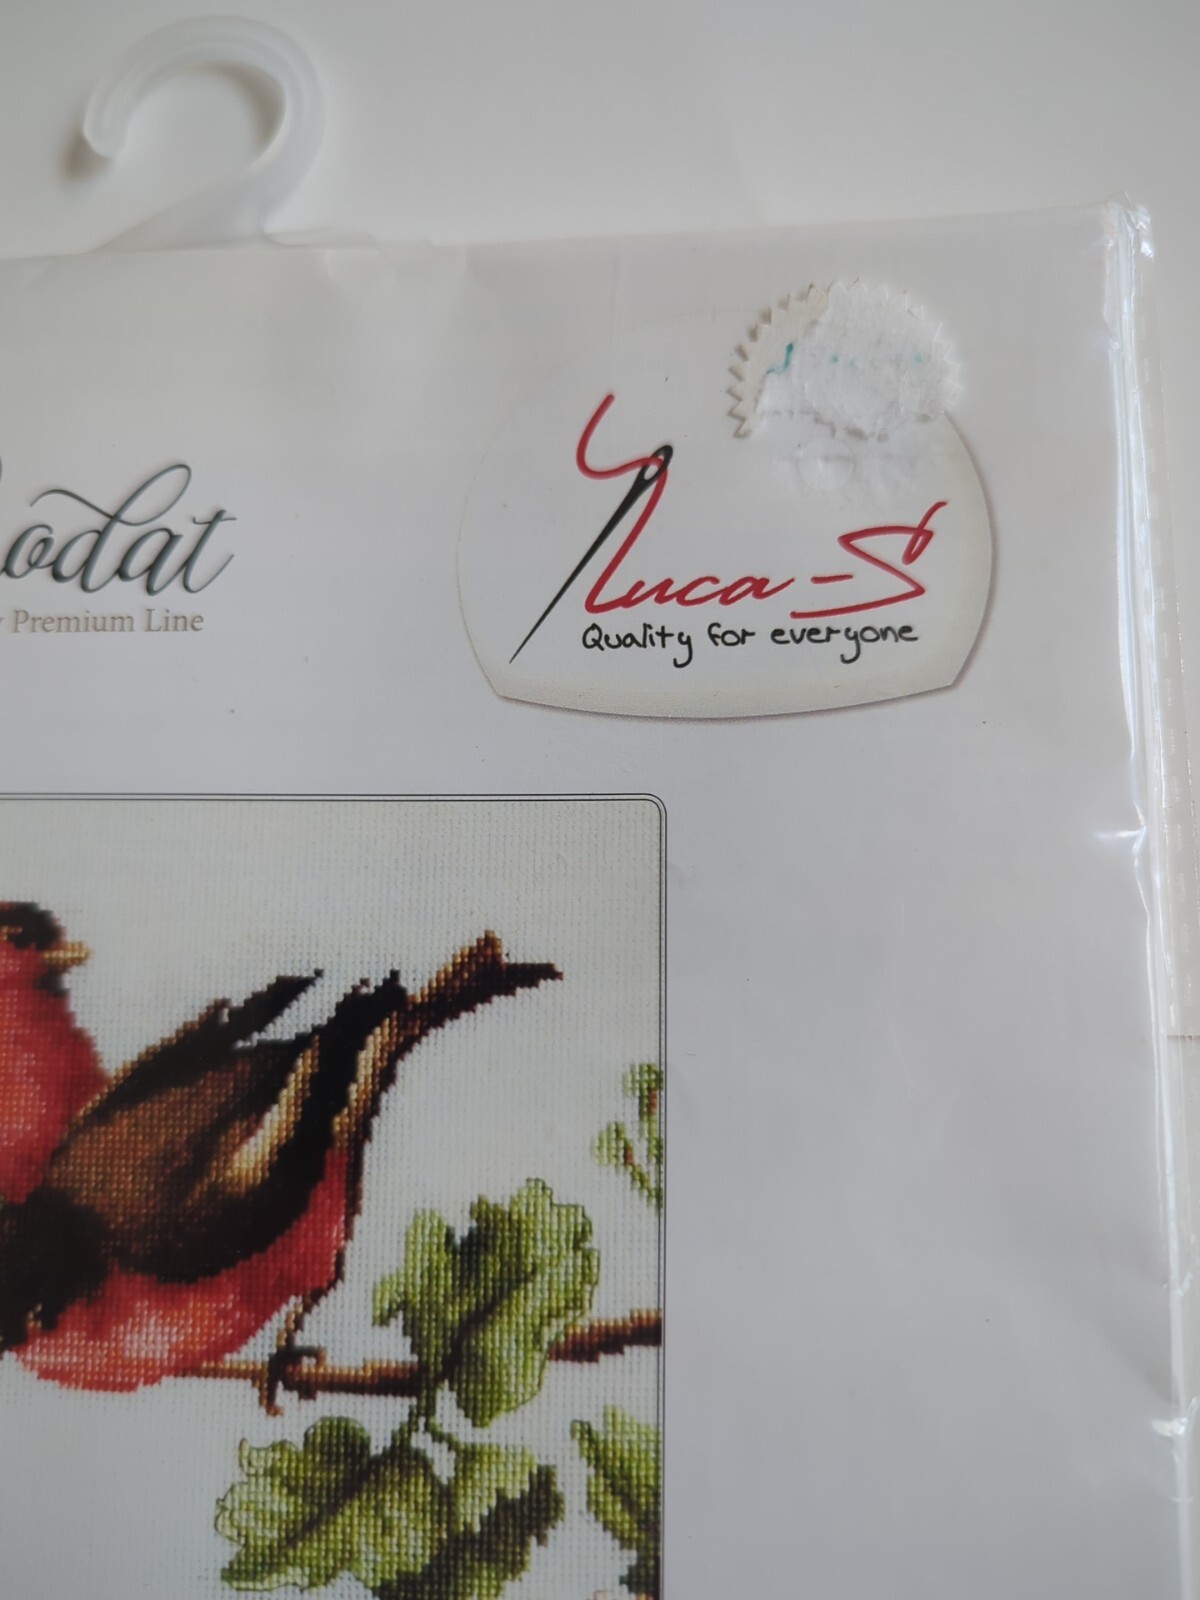 odat
Premium Line
Luca-S
Quality for everyone